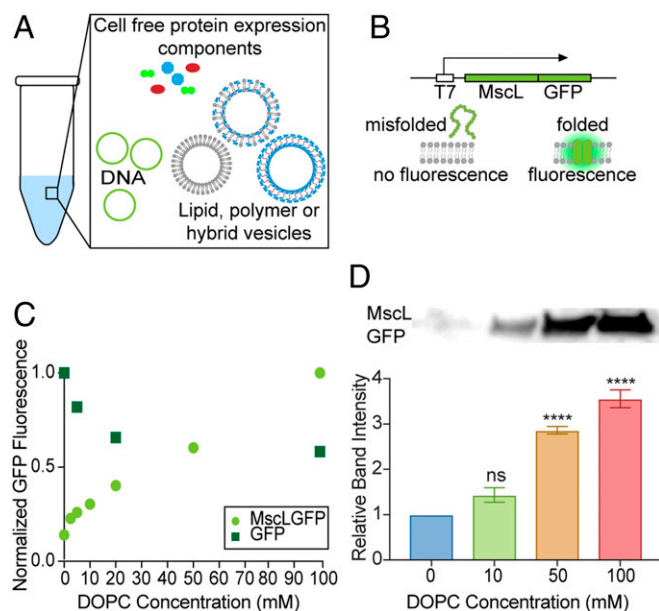 A
Cell free protein expression
components
DNA
Lipid, polymer or
hybrid vesicles
B
T7 MscL GFP
misfolded folded
no fluorescence fluorescence
C
Normalized GFP Fluorescence
1.0
0.5
0.0
MscLGFP
GFP
0 10 20 30 40 50 60 70 80 90 100
DOPC Concentration (mM)
D
MscL
GFP
Relative Band Intensity
4
3
2
1
0
ns
****
****
0 10 50 100
DOPC Concentration (mM)